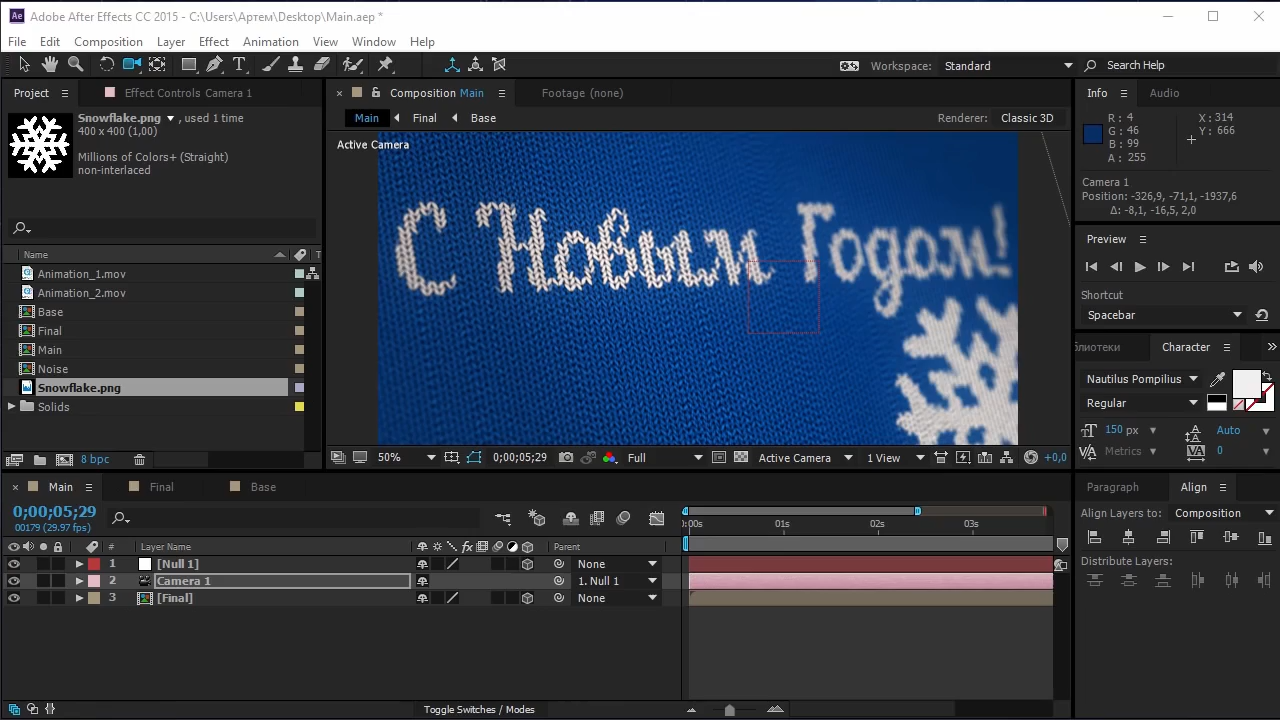 Adobe After Effects CC 2015 - C:\Users\Артем\Desktop\Main.aep *
File Edit Composition Layer Effect Animation View Window Help
Workspace: Standard Search Help
Project Effect Controls Camera 1
Composition Main Footage (none)
Info Audio
Snowflake.png , used 1 time
400 x 400 (1,00)
Millions of Colors+ (Straight)
non-interlaced
Main Final Base
Renderer: Classic 3D
Active Camera
С Новым Годом!
R : 4
G : 46
B : 99
A : 255
X : 314
Y : 666
Camera 1
Position: -326,9, -71,1, -1937,6
Δ: -8,1, -16,5, 2,0
Name T
Animation_1.mov
Animation_2.mov
Base
Final
Main
Noise
Snowflake.png
Solids
8 bpc
50% 0;00;05;29 Full Active Camera 1 View +0,0
Preview
Shortcut
Spacebar
блиотеки Character
Nautilus Pompilius
Regular
150 px Auto
Metrics 0
Main Final Base
0;00;05;29
00179 (29.97 fps)
:00s 01s 02s 03s
# Layer Name Parent
1 [Null 1] None
2 Camera 1 1. Null 1
3 [Final] None
Toggle Switches / Modes
Paragraph Align
Align Layers to: Composition
Distribute Layers: